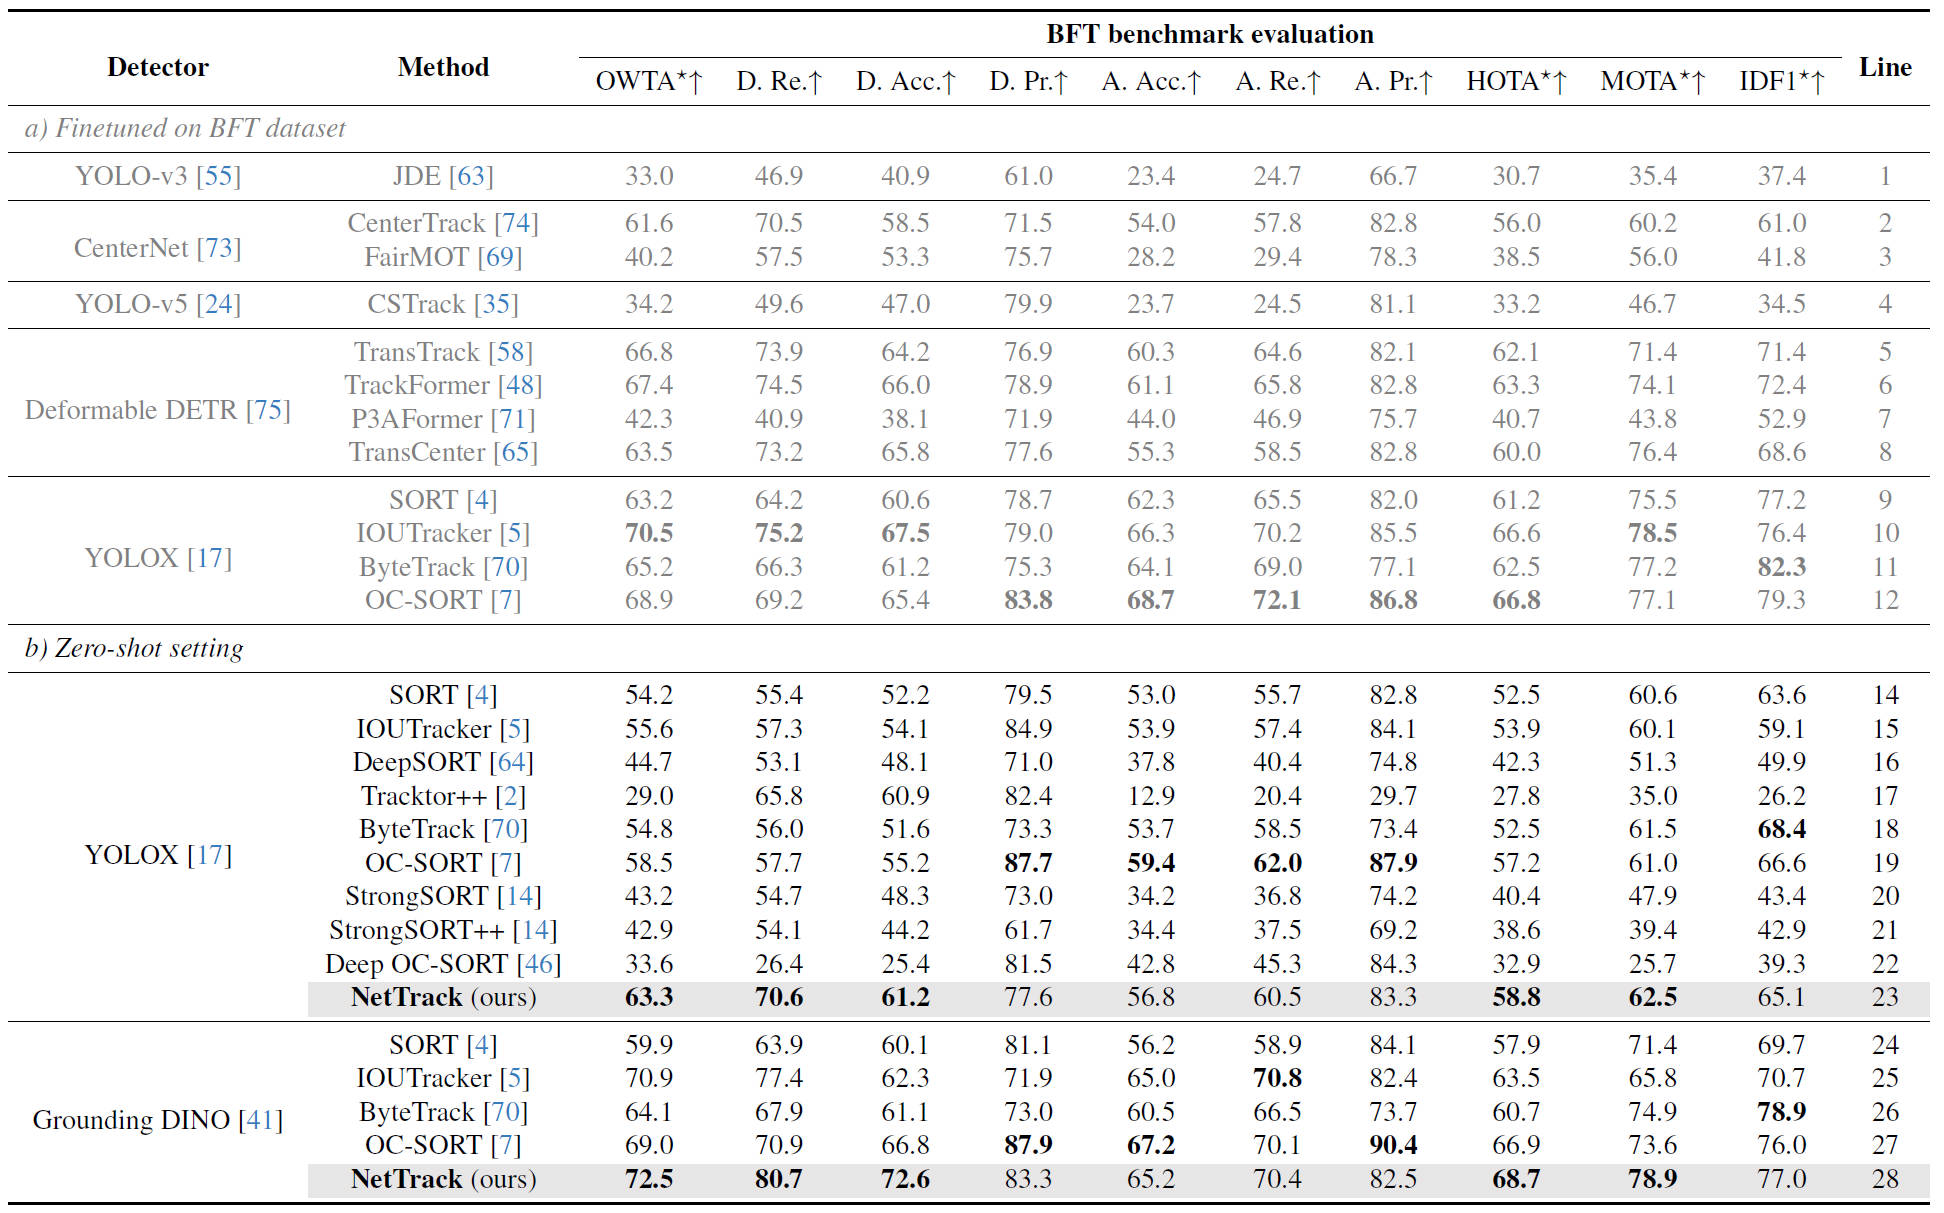 BFT benchmark evaluation
Detector Method OWTA*↑ D. Re.↑ D. Acc.↑ D. Pr.↑ A. Acc.↑ A. Re.↑ A. Pr.↑ HOTA*↑ MOTA*↑ IDF1*↑ Line
a) Finetuned on BFT dataset
YOLO-v3 [55] JDE [63] 33.0 46.9 40.9 61.0 23.4 24.7 66.7 30.7 35.4 37.4 1
CenterNet [73] CenterTrack [74] 61.6 70.5 58.5 71.5 54.0 57.8 82.8 56.0 60.2 61.0 2
FairMOT [69] 40.2 57.5 53.3 75.7 28.2 29.4 78.3 38.5 56.0 41.8 3
YOLO-v5 [24] CSTrack [35] 34.2 49.6 47.0 79.9 23.7 24.5 81.1 33.2 46.7 34.5 4
Deformable DETR [75] TransTrack [58] 66.8 73.9 64.2 76.9 60.3 64.6 82.1 62.1 71.4 71.4 5
TrackFormer [48] 67.4 74.5 66.0 78.9 61.1 65.8 82.8 63.3 74.1 72.4 6
P3AFormer [71] 42.3 40.9 38.1 71.9 44.0 46.9 75.7 40.7 43.8 52.9 7
TransCenter [65] 63.5 73.2 65.8 77.6 55.3 58.5 82.8 60.0 76.4 68.6 8
YOLOX [17] SORT [4] 63.2 64.2 60.6 78.7 62.3 65.5 82.0 61.2 75.5 77.2 9
IOUTracker [5] 70.5 75.2 67.5 79.0 66.3 70.2 85.5 66.6 78.5 76.4 10
ByteTrack [70] 65.2 66.3 61.2 75.3 64.1 69.0 77.1 62.5 77.2 82.3 11
OC-SORT [7] 68.9 69.2 65.4 83.8 68.7 72.1 86.8 66.8 77.1 79.3 12
b) Zero-shot setting
YOLOX [17] SORT [4] 54.2 55.4 52.2 79.5 53.0 55.7 82.8 52.5 60.6 63.6 14
IOUTracker [5] 55.6 57.3 54.1 84.9 53.9 57.4 84.1 53.9 60.1 59.1 15
DeepSORT [64] 44.7 53.1 48.1 71.0 37.8 40.4 74.8 42.3 51.3 49.9 16
Tracktor++ [2] 29.0 65.8 60.9 82.4 12.9 20.4 29.7 27.8 35.0 26.2 17
ByteTrack [70] 54.8 56.0 51.6 73.3 53.7 58.5 73.4 52.5 61.5 68.4 18
OC-SORT [7] 58.5 57.7 55.2 87.7 59.4 62.0 87.9 57.2 61.0 66.6 19
StrongSORT [14] 43.2 54.7 48.3 73.0 34.2 36.8 74.2 40.4 47.9 43.4 20
StrongSORT++ [14] 42.9 54.1 44.2 61.7 34.4 37.5 69.2 38.6 39.4 42.9 21
Deep OC-SORT [46] 33.6 26.4 25.4 81.5 42.8 45.3 84.3 32.9 25.7 39.3 22
NetTrack (ours) 63.3 70.6 61.2 77.6 56.8 60.5 83.3 58.8 62.5 65.1 23
Grounding DINO [41] SORT [4] 59.9 63.9 60.1 81.1 56.2 58.9 84.1 57.9 71.4 69.7 24
IOUTracker [5] 70.9 77.4 62.3 71.9 65.0 70.8 82.4 63.5 65.8 70.7 25
ByteTrack [70] 64.1 67.9 61.1 73.0 60.5 66.5 73.7 60.7 74.9 78.9 26
OC-SORT [7] 69.0 70.9 66.8 87.9 67.2 70.1 90.4 66.9 73.6 76.0 27
NetTrack (ours) 72.5 80.7 72.6 83.3 65.2 70.4 82.5 68.7 78.9 77.0 28